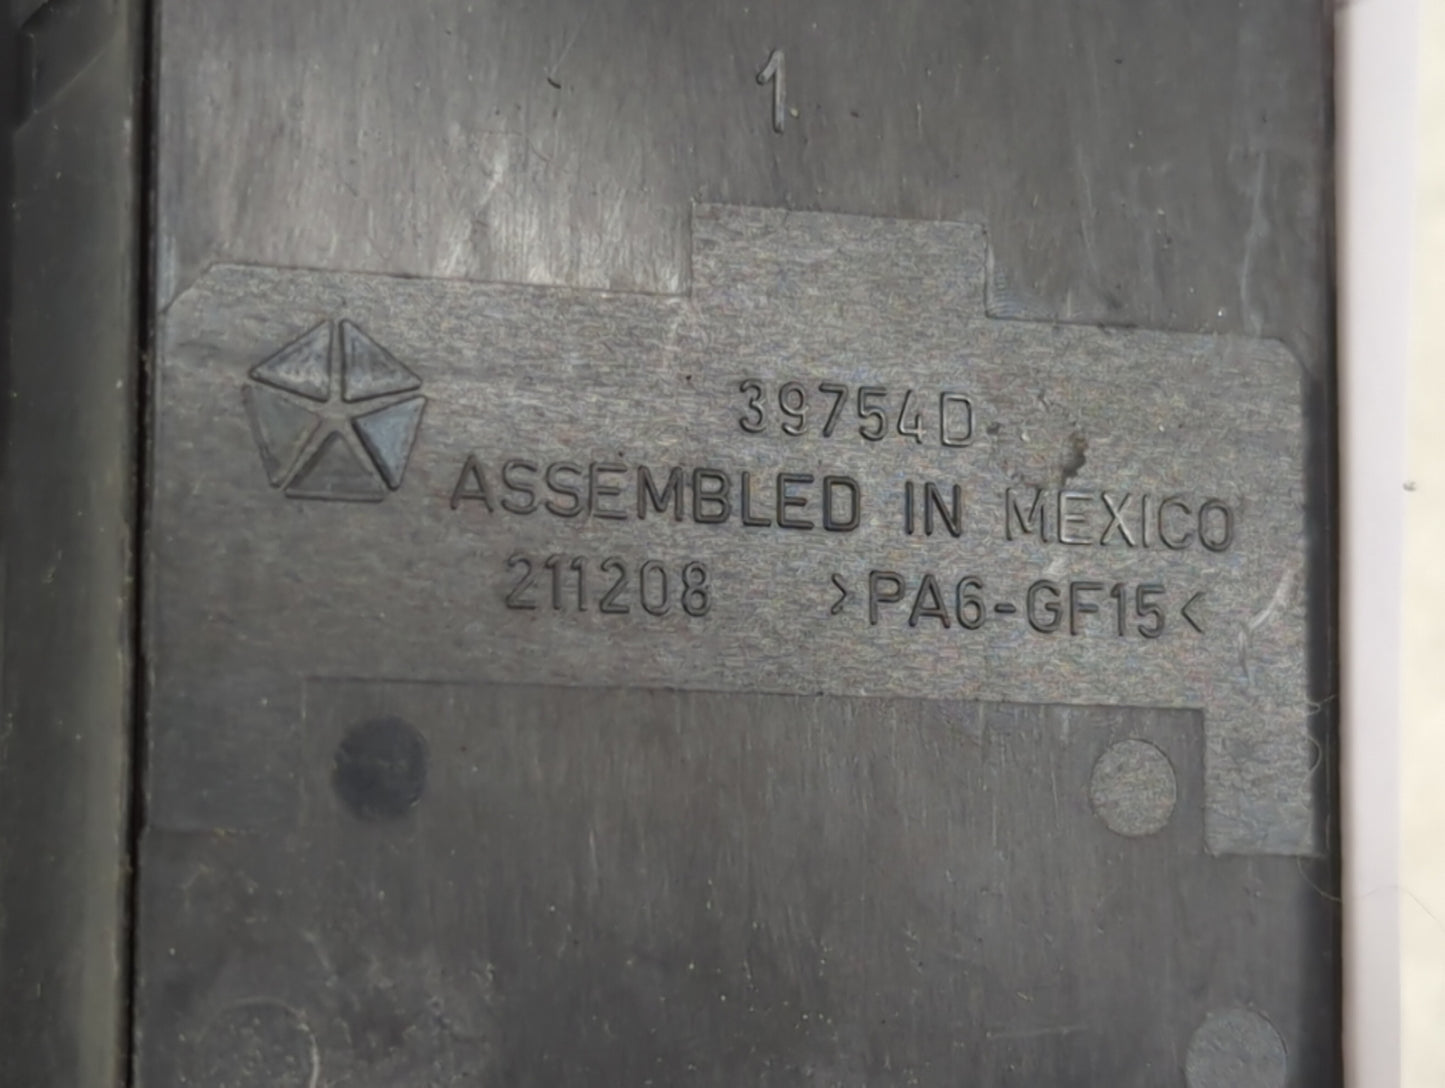 1
39754D
ASSEMBLED IN MEXICO
211208 >PA6-GF15<